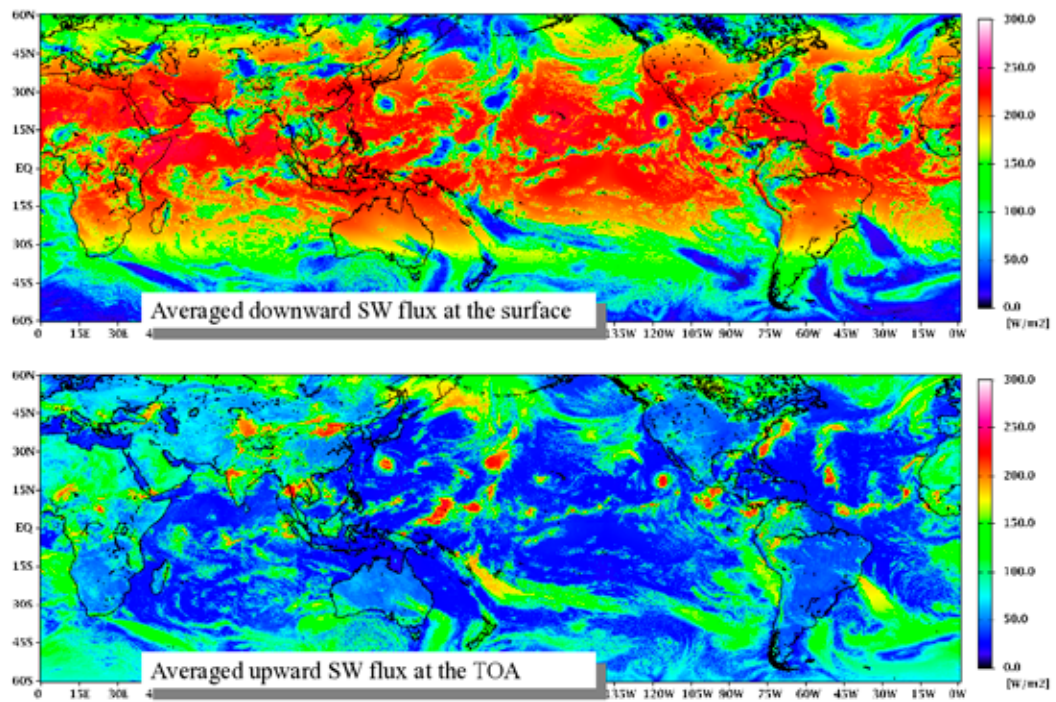 60N
45N
30N
15N
EQ
15S
30S
45S
60S
0 15E 30E 4 135W 120W 105W 90W 75W 60W 45W 30W 15W 0W
300.0
250.0
200.0
150.0
100.0
50.0
0.0
[W/m2]
Averaged downward SW flux at the surface
60N
45N
30N
15N
EQ
15S
30S
45S
60S
0 15E 30E 4 135W 120W 105W 90W 75W 60W 45W 30W 15W 0W
300.0
250.0
200.0
150.0
100.0
50.0
0.0
[W/m2]
Averaged upward SW flux at the TOA